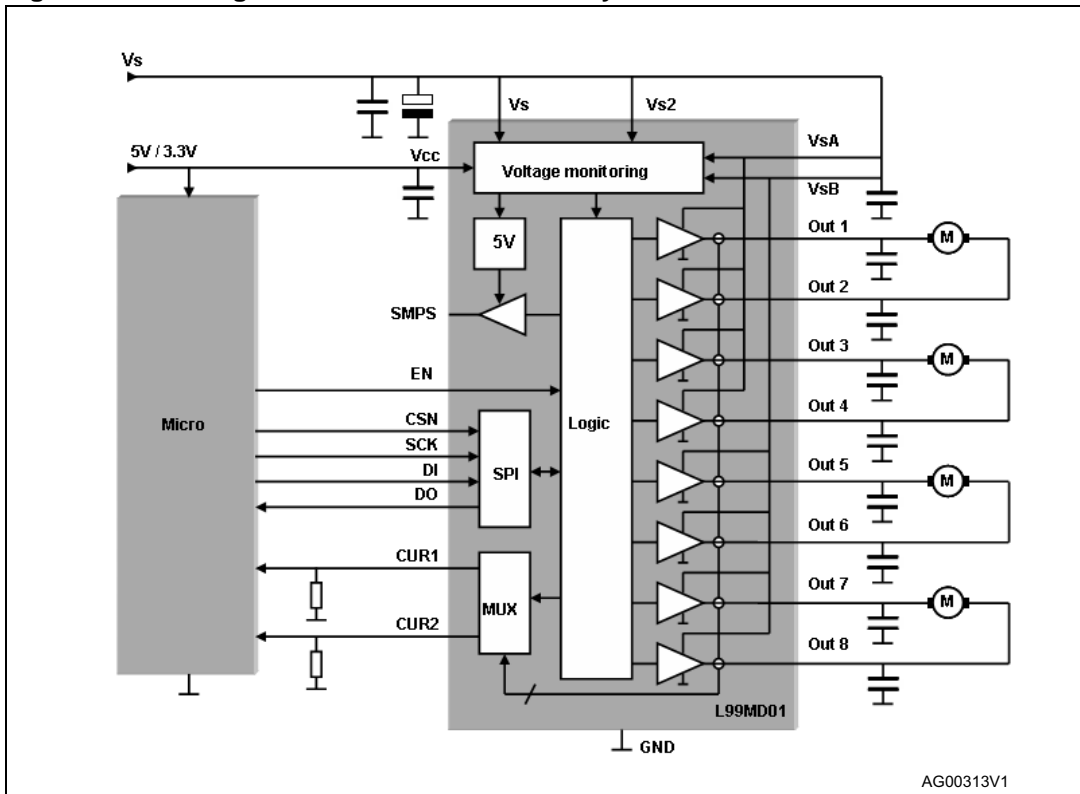 Vs
Vs
Vs2
VsA
5V / 3.3V
Vcc
Voltage monitoring
VsB
Out 1
M
5V
Out 2
SMPS
Out 3
M
EN
Out 4
Micro
CSN
Logic
SCK
Out 5
M
DI
SPI
DO
Out 6
CUR1
Out 7
M
MUX
CUR2
Out 8
L99MD01
GND
AG00313V1